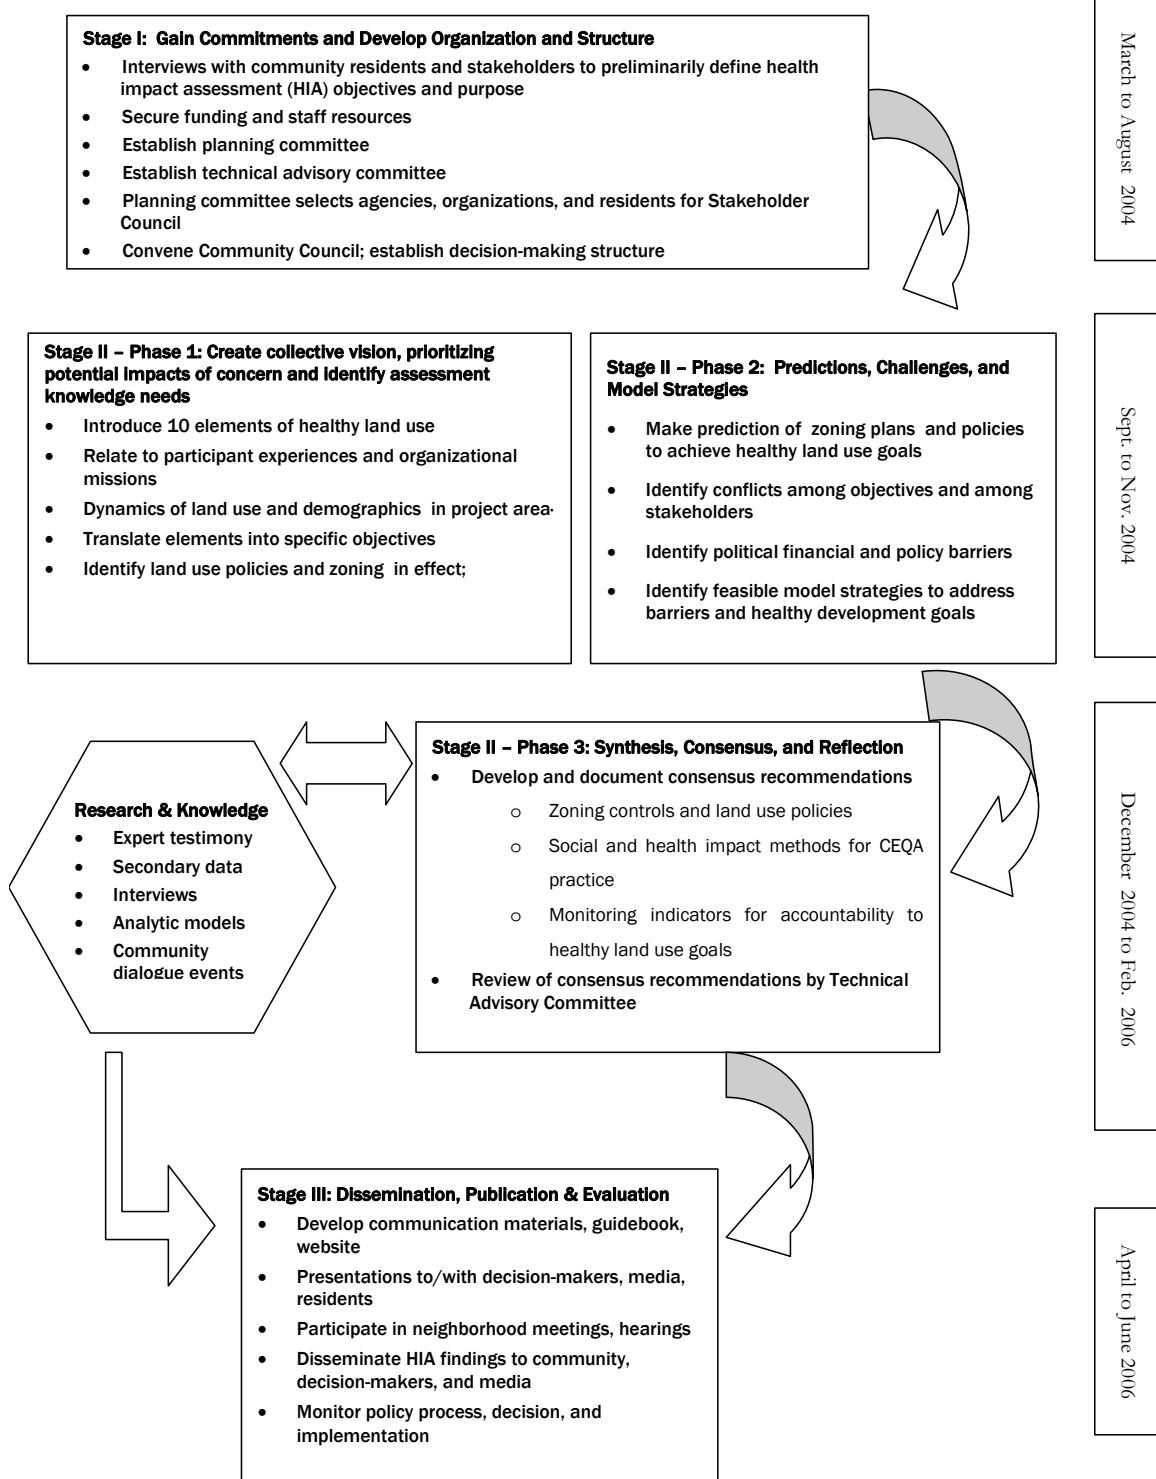 Stage I:  Gain Commitments and Develop Organization and Structure
• Interviews with community residents and stakeholders to preliminarily define health
impact assessment (HIA) objectives and purpose
• Secure funding and staff resources
• Establish planning committee
• Establish technical advisory committee
• Planning committee selects agencies, organizations, and residents for Stakeholder
Council
• Convene Community Council; establish decision-making structure
March to August 2004
Stage II – Phase 1: Create collective vision, prioritizing
potential impacts of concern and identify assessment
knowledge needs
• Introduce 10 elements of healthy land use
• Relate to participant experiences and organizational
missions
• Dynamics of land use and demographics in project area·
• Translate elements into specific objectives
• Identify land use policies and zoning in effect;
Stage II – Phase 2: Predictions, Challenges, and
Model Strategies
• Make prediction of zoning plans and policies
to achieve healthy land use goals
• Identify conflicts among objectives and among
stakeholders
• Identify political financial and policy barriers
• Identify feasible model strategies to address
barriers and healthy development goals
Sept. to Nov. 2004
Research & Knowledge
• Expert testimony
• Secondary data
• Interviews
• Analytic models
• Community
dialogue events
Stage II – Phase 3: Synthesis, Consensus, and Reflection
• Develop and document consensus recommendations
o Zoning controls and land use policies
o Social and health impact methods for CEQA
practice
o Monitoring indicators for accountability to
healthy land use goals
• Review of consensus recommendations by Technical
Advisory Committee
December 2004 to Feb. 2006
Stage III: Dissemination, Publication & Evaluation
• Develop communication materials, guidebook,
website
• Presentations to/with decision-makers, media,
residents
• Participate in neighborhood meetings, hearings
• Disseminate HIA findings to community,
decision-makers, and media
• Monitor policy process, decision, and
implementation
April to June 2006